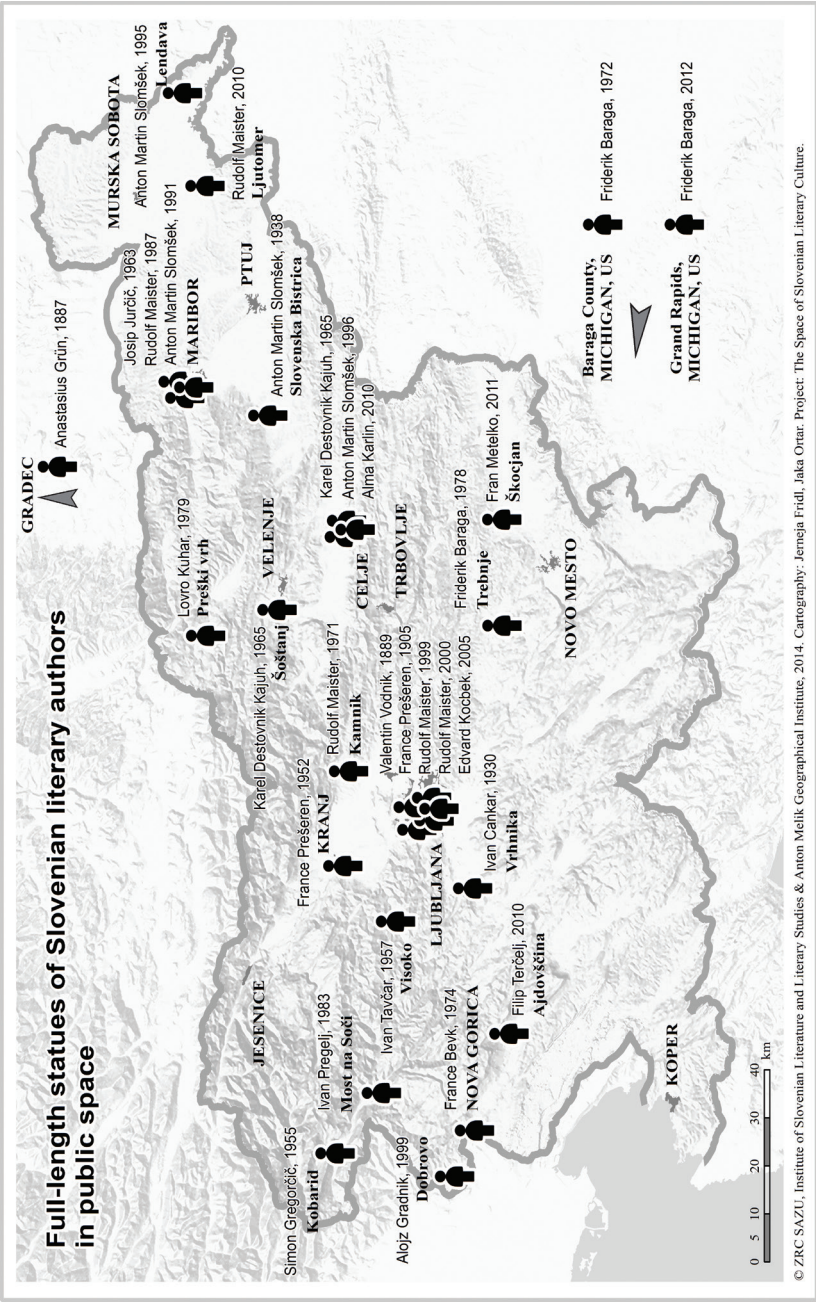 Full-length statues of Slovenian literary authors
in public space
GRADEC
Anastasius Grün, 1887
MURSKA SOBOTA
Anton Martin Slomšek, 1995
Lendava
Rudolf Maister, 2010
Ljutomer
Josip Jurčič, 1963
Rudolf Maister, 1987
Anton Martin Slomšek, 1991
MARIBOR
PTUJ
Anton Martin Slomšek, 1938
Slovenska Bistrica
Lovro Kuhar, 1979
Preški vrh
VELENJE
Karel Destovnik Kajuh, 1965
Šoštanj
Karel Destovnik Kajuh, 1965
Anton Martin Slomšek, 1996
Alma Karlin, 2010
CELJE
TRBOVLJE
JESENICE
France Prešeren, 1952
KRANJ
Rudolf Maister, 1971
Kamnik
Valentin Vodnik, 1889
France Prešeren, 1905
Rudolf Maister, 1999
Rudolf Maister, 2000
Edvard Kocbek, 2005
LJUBLJANA
Simon Gregorčič, 1955
Kobarid
Ivan Pregelj, 1983
Most na Soči
Ivan Tavčar, 1957
Visoko
Ivan Cankar, 1930
Vrhnika
Alojz Gradnik, 1999
Dobrovo
France Bevk, 1974
NOVA GORICA
Filip Terčelj, 2010
Ajdovščina
Friderik Baraga, 1978
Trebnje
Fran Metelko, 2011
Škocjan
NOVO MESTO
KOPER
Baraga County,
MICHIGAN, US
Friderik Baraga, 1972
Grand Rapids,
MICHIGAN, US
Friderik Baraga, 2012
0 5 10 20 30 40 km
© ZRC SAZU, Institute of Slovenian Literature and Literary Studies & Anton Melik Geographical Institute, 2014. Cartography: Jerneja Fridl, Jaka Ortar. Project: The Space of Slovenian Literary Culture.